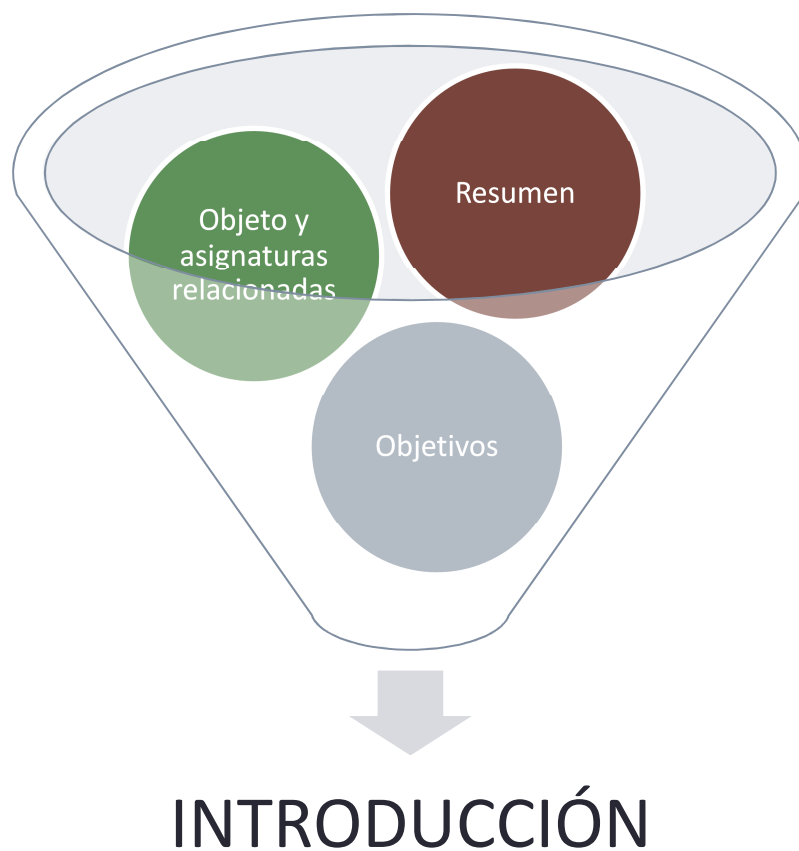 Resumen
Objeto y
asignaturas
relacionadas
Objetivos
INTRODUCCIÓN